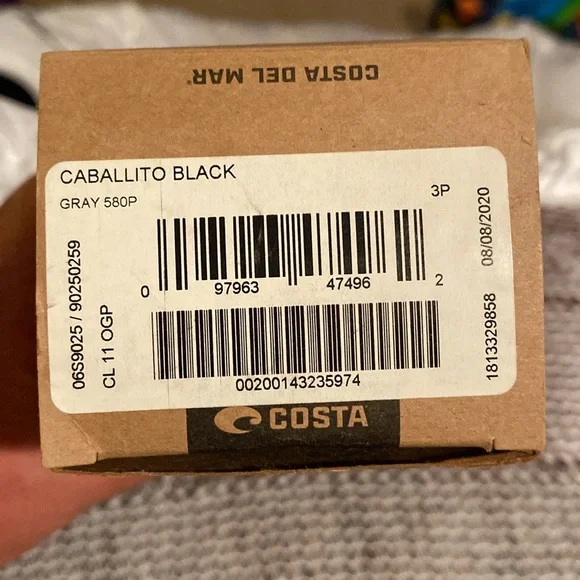 COSTA DEL MAR
CABALLITO BLACK
GRAY 580P
3P
06S9025 / 90250259
CL 11 OGP
0 97963 47496 2
00200143235974
1813329858 08/08/2020
COSTA